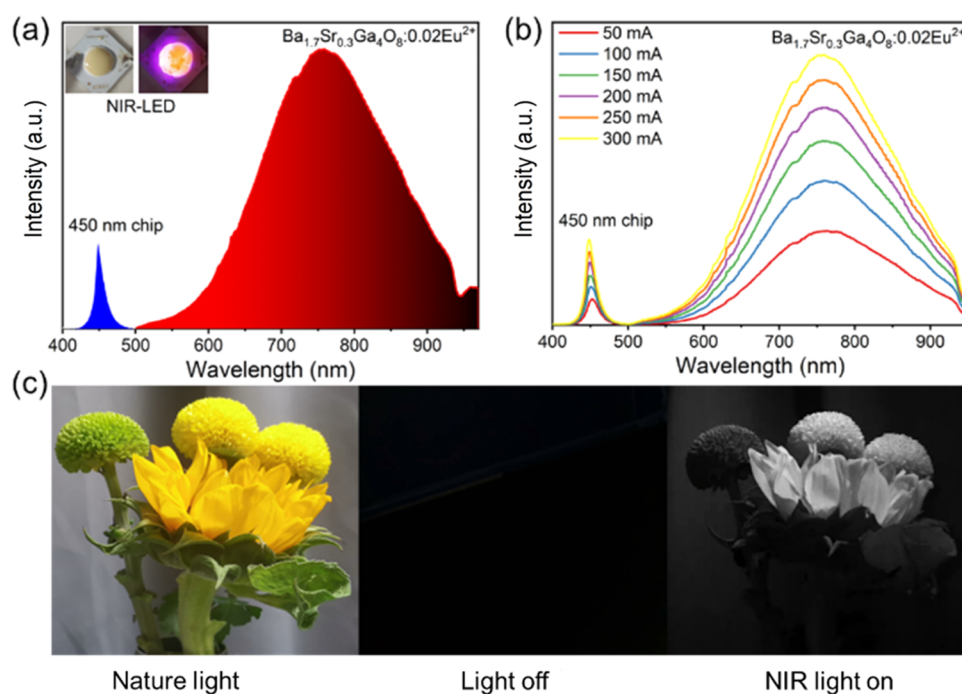 (a)
Ba₁.₇Sr₀.₃Ga₄O₈:0.02Eu²⁺
NIR-LED
450 nm chip
Intensity (a.u.)
400 500 600 700 800 900
Wavelength (nm)
(b)
50 mA
100 mA
150 mA
200 mA
250 mA
300 mA
Ba₁.₇Sr₀.₃Ga₄O₈:0.02Eu²⁺
450 nm chip
Intensity (a.u.)
400 500 600 700 800 900
Wavelength (nm)
(c)
Nature light Light off NIR light on